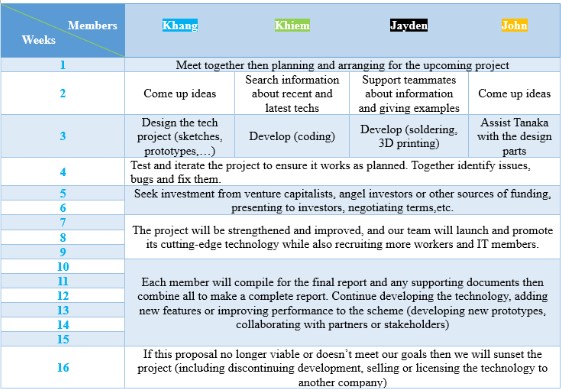 Members
Weeks
Khang
Khiem
Jayden
John
1
Meet together then planning and arranging for the upcoming project
2
Come up ideas
Search information
about recent and
latest techs
Support teammates
about information
and giving examples
Come up ideas
3
Design the tech
project (sketches,
prototypes,…)
Develop (coding)
Develop (soldering,
3D printing)
Assist Tanaka
with the design
parts
4
Test and iterate the project to ensure it works as planned. Together identify issues,
bugs and fix them.
5
6
Seek investment from venture capitalists, angel investors or other sources of funding,
presenting to investors, negotiating terms,etc.
7
8
9
The project will be strengthened and improved, and our team will launch and promote
its cutting-edge technology while also recruiting more workers and IT members.
10
11
12
13
14
15
Each member will compile for the final report and any supporting documents then
combine all to make a complete report. Continue developing the technology, adding
new features or improving performance to the scheme (developing new prototypes,
collaborating with partners or stakeholders)
16
If this proposal no longer viable or doesn't meet our goals then we will sunset the
project (including discontinuing development, selling or licensing the technology to
another company)